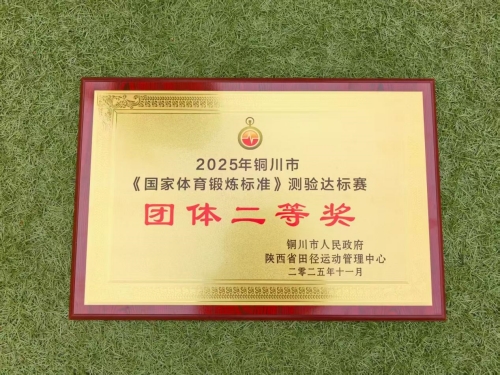 2025年铜川市
《国家体育锻炼标准》测验达标赛
团体二等奖
铜川市人民政府
陕西省田径运动管理中心
二零二五年十一月